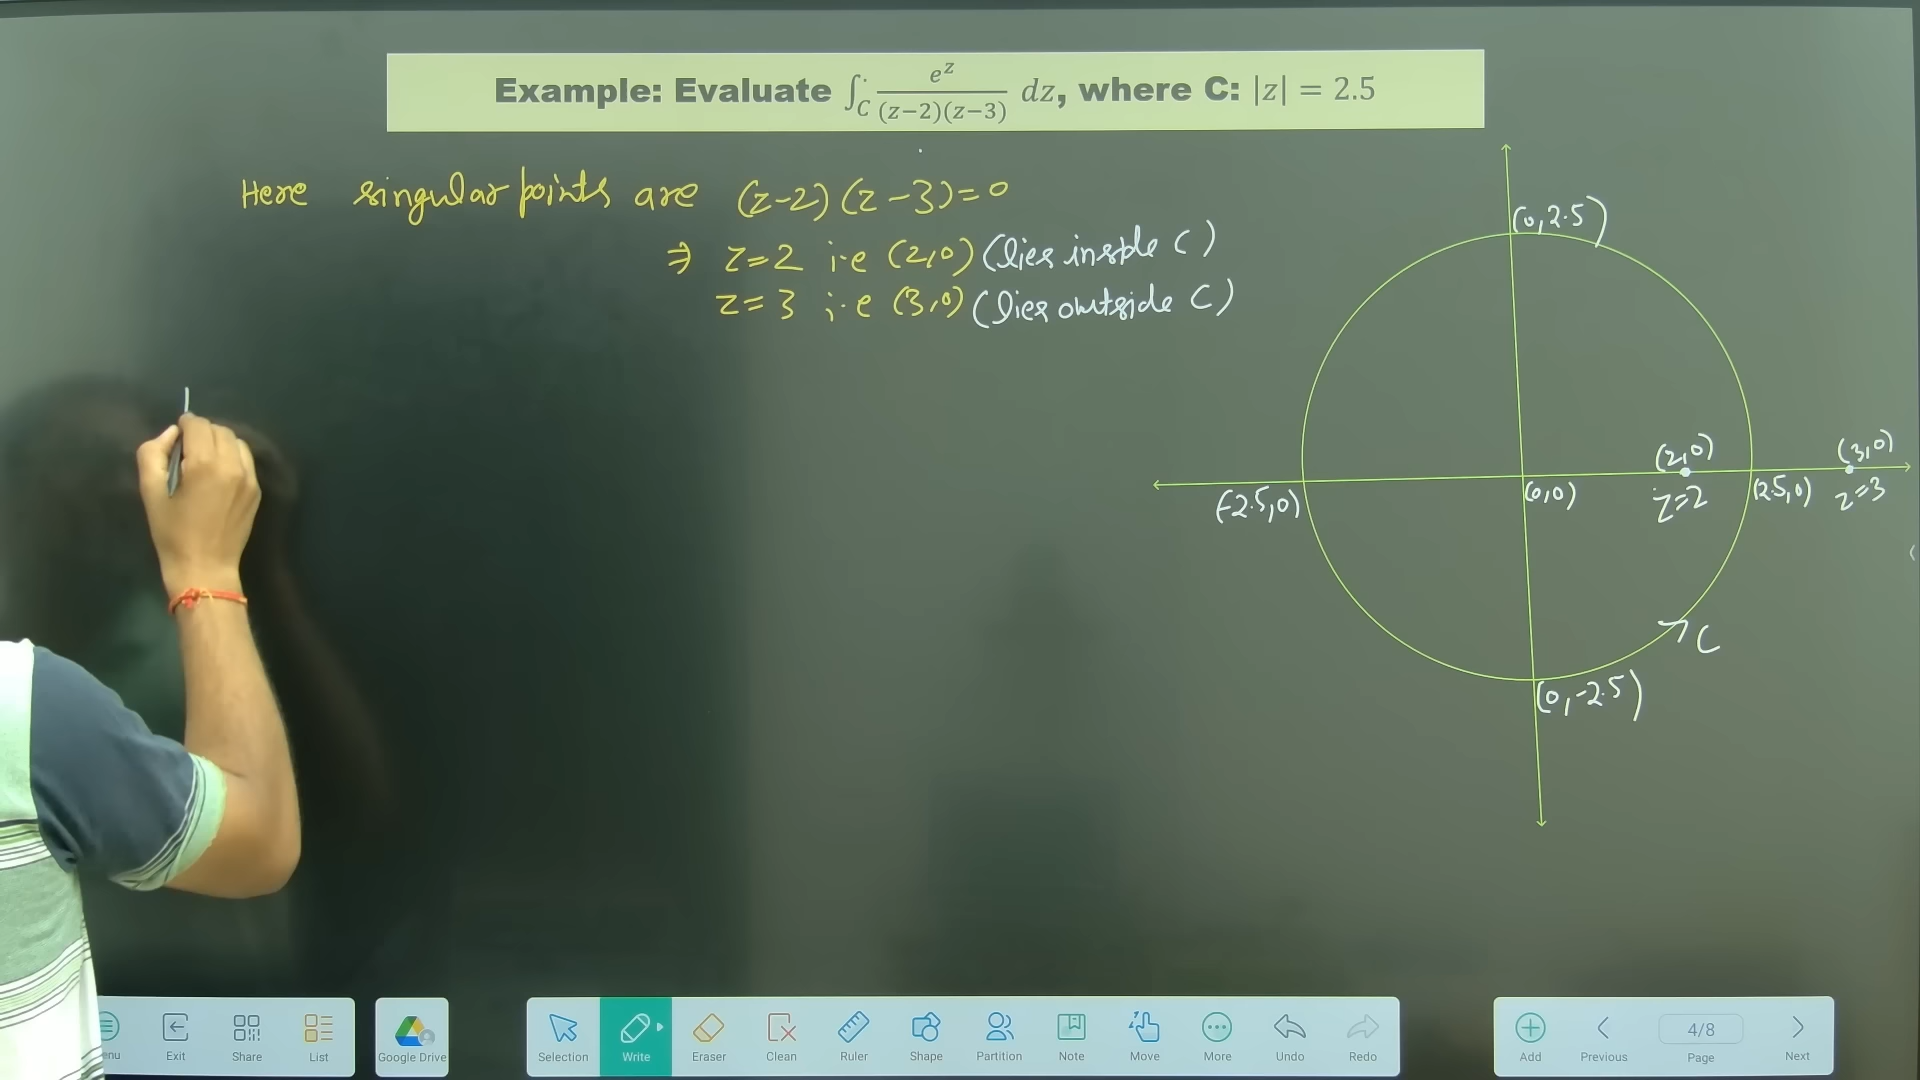 Example: Evaluate ∫_C e^z/((z−2)(z−3)) dz, where C: |z| = 2.5
Here singular points are (z-2)(z-3)=0
⇒ z=2 i.e (2,0) (lies inside C)
z=3 i.e (3,0) (lies outside C)
(0,2.5)
(2,0)
(3,0)
(-2.5,0)
(0,0)
z=2
(2.5,0)
z=3
C
(0,-2.5)
enu
Exit
Share
List
Google Drive
Selection
Write
Eraser
Clean
Ruler
Shape
Partition
Note
Move
More
Undo
Redo
Add
Previous
4/8
Page
Next